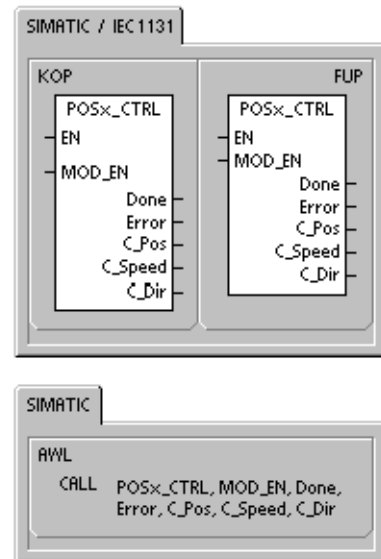 SIMATIC / IEC1131
KOP
POSx_CTRL
EN
MOD_EN
Done
Error
C_Pos
C_Speed
C_Dir
FUP
POSx_CTRL
EN
MOD_EN
Done
Error
C_Pos
C_Speed
C_Dir
SIMATIC
AWL
CALL POSx_CTRL, MOD_EN, Done,
Error, C_Pos, C_Speed, C_Dir